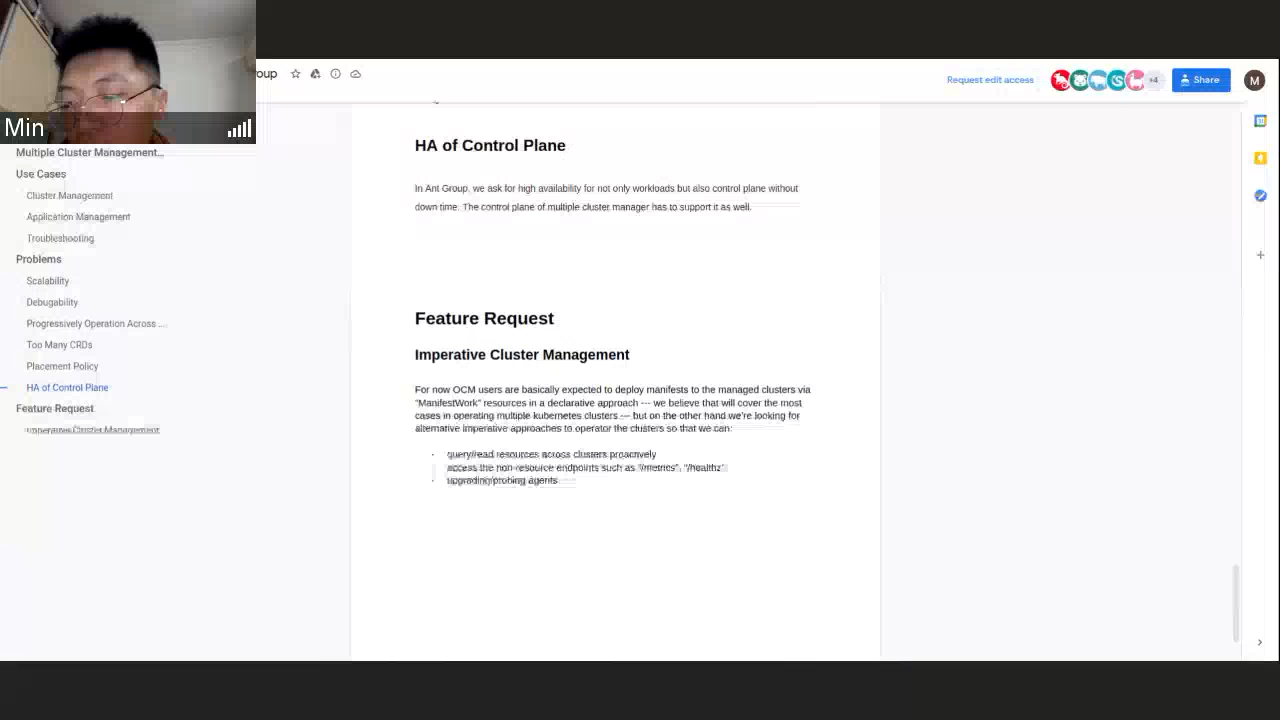 Min
oup
Request edit access
+4
Share
M
Multiple Cluster Management...
Use Cases
Cluster Management
Application Management
Troubleshooting
Problems
Scalability
Debugability
Progressively Operation Across ...
Too Many CRDs
Placement Policy
HA of Control Plane
Feature Request
Imperative Cluster Management
HA of Control Plane
In Ant Group, we ask for high availability for not only workloads but also control plane without
down time. The control plane of multiple cluster manager has to support it as well.
Feature Request
Imperative Cluster Management
For now OCM users are basically expected to deploy manifests to the managed clusters via
"ManifestWork" resources in a declarative approach --- we believe that will cover the most
cases in operating multiple kubernetes clusters --- but on the other hand we're looking for
alternative imperative approaches to operator the clusters so that we can:
· query/read resources across clusters proactively
· access the non-resource endpoints such as "/metrics", "/healthz"
· upgrading/probing agents